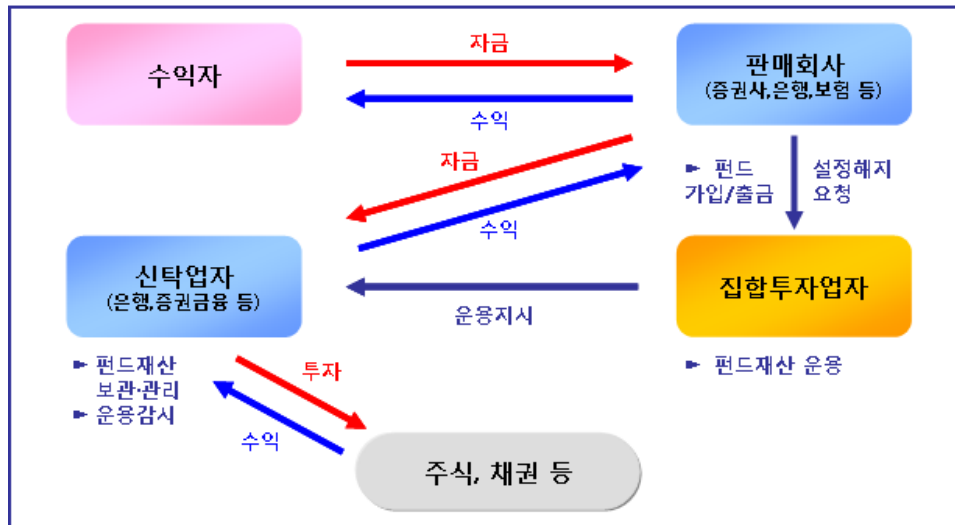 자금
수익자
판매회사
(증권사,은행,보험 등)
수익
자금
► 펀드
가입/출금
설정해지
요청
수익
신탁업자
(은행,증권금융 등)
집합투자업자
운용지시
► 펀드재산
보관·관리
► 운용감시
투자
► 펀드재산 운용
수익
주식, 채권 등